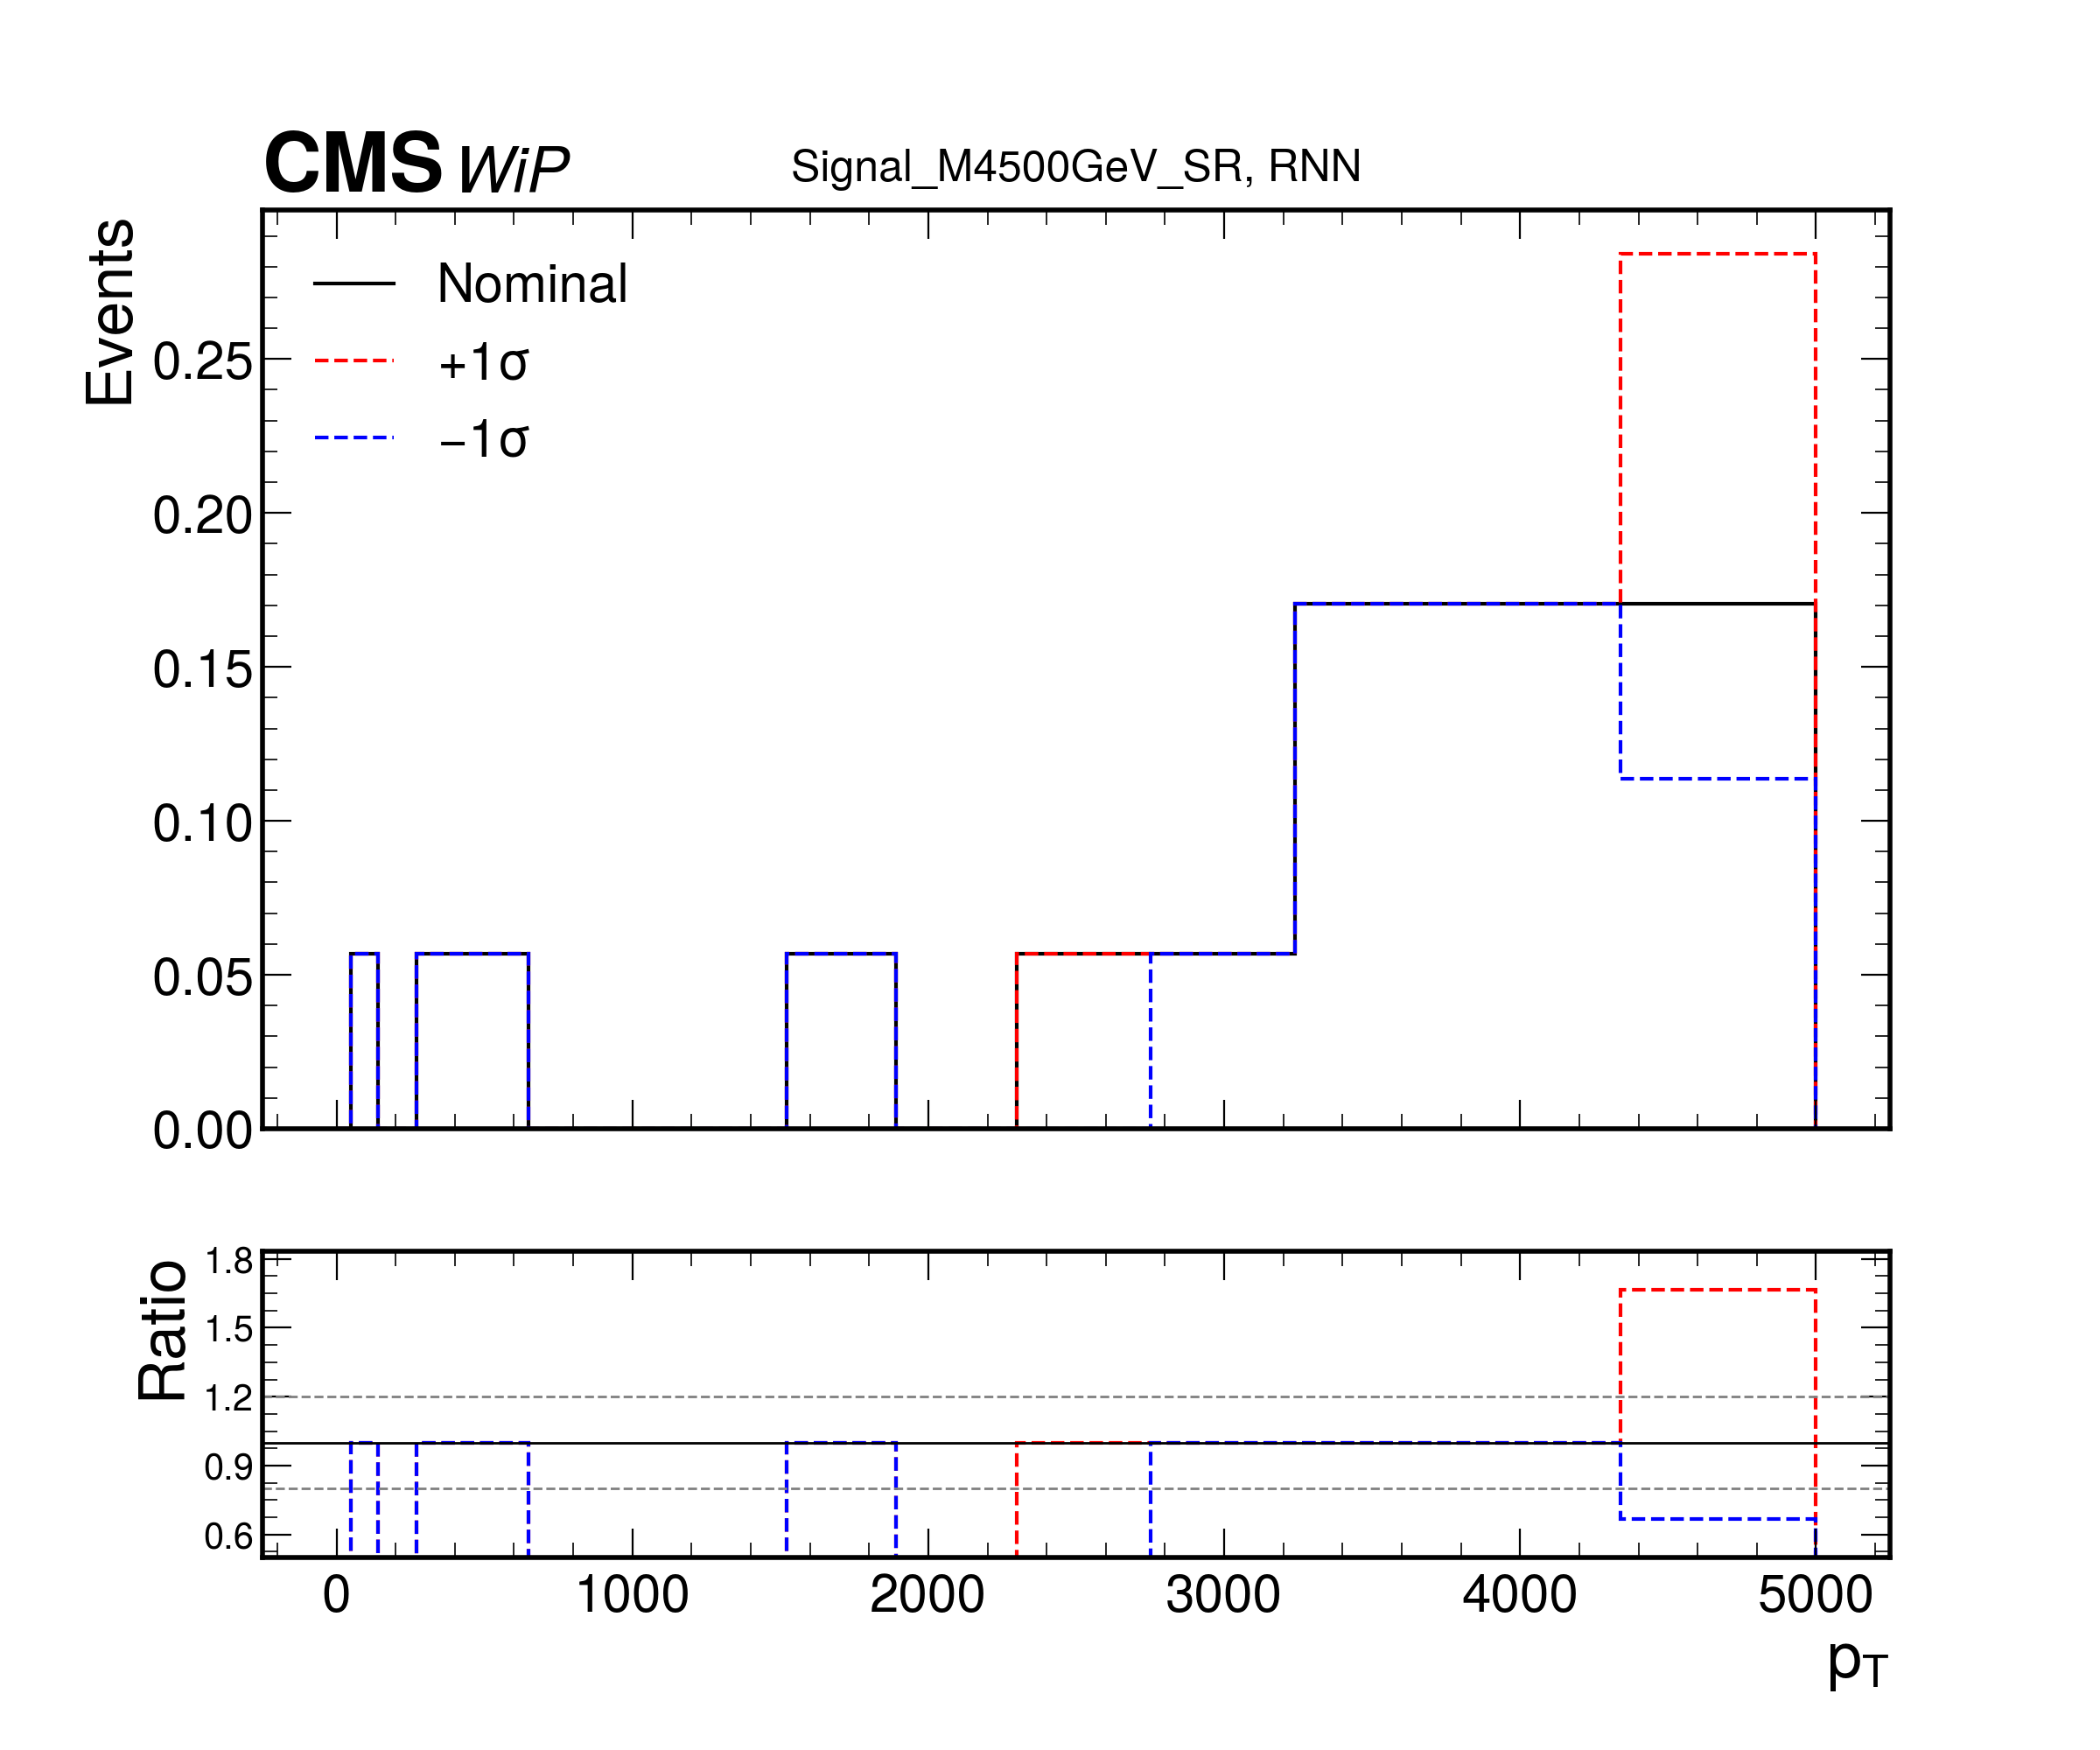 CMS WiP Signal_M4500GeV_SR, RNN
Events
Nominal
+1σ
−1σ
0.25
0.20
0.15
0.10
0.05
0.00
Ratio
1.8
1.5
1.2
0.9
0.6
0 1000 2000 3000 4000 5000
pT